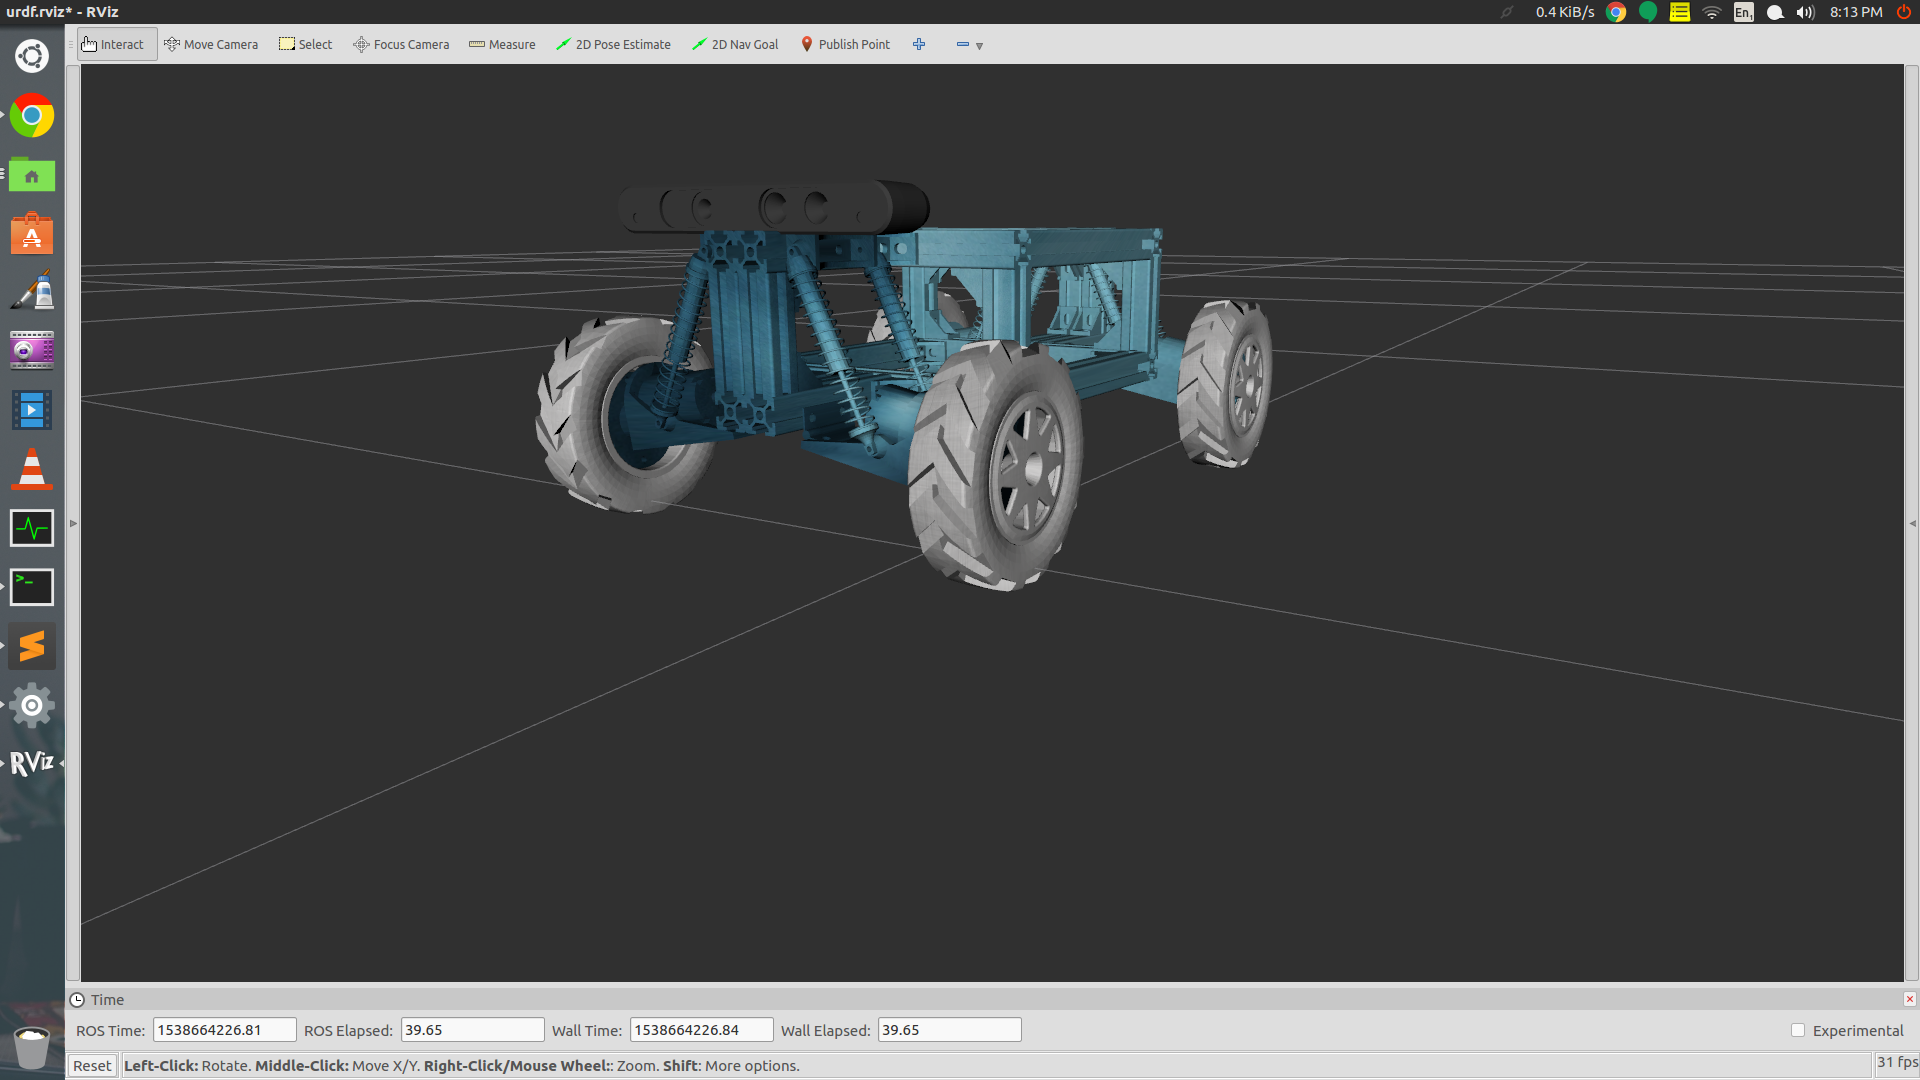 urdf.rviz* - RViz
0.4 KiB/s
En1
8:13 PM
Interact
Move Camera
Select
Focus Camera
Measure
2D Pose Estimate
2D Nav Goal
Publish Point
>_
RViz
Time
ROS Time: 1538664226.81
ROS Elapsed: 39.65
Wall Time: 1538664226.84
Wall Elapsed: 39.65
Experimental
Reset
Left-Click: Rotate. Middle-Click: Move X/Y. Right-Click/Mouse Wheel:: Zoom. Shift: More options.
31 fps